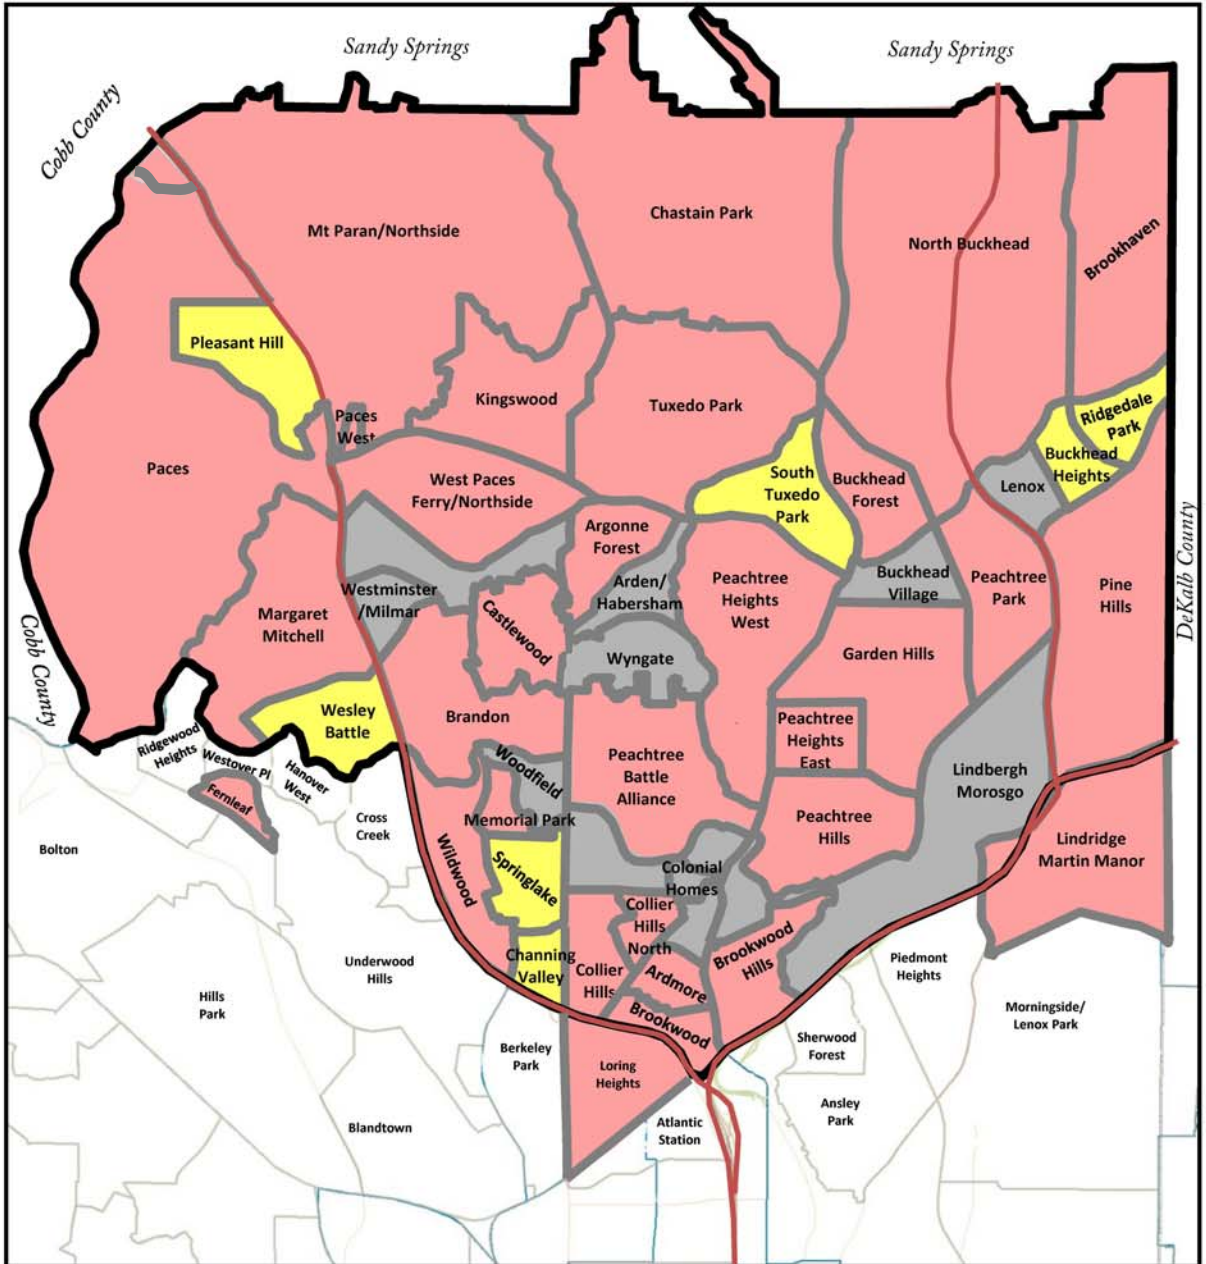 Sandy Springs
Sandy Springs
Cobb County
Chastain Park
Mt Paran/Northside
North Buckhead
Brookhaven
Pleasant Hill
Kingswood
Tuxedo Park
Paces
West
Ridgedale
Park
Buckhead
Heights
Paces
West Paces
Ferry/Northside
South
Tuxedo
Park
Buckhead
Forest
Lenox
Argonne
Forest
DeKalb County
Westminster
/Milmar
Arden/
Habersham
Peachtree
Heights
West
Buckhead
Village
Peachtree
Park
Pine
Hills
Margaret
Mitchell
Castlewood
Wyngate
Garden Hills
Cobb County
Wesley
Battle
Brandon
Peachtree
Heights
East
Ridgewood
Heights
Westover Pl
Hanover
West
Woodfield
Peachtree
Battle
Alliance
Lindbergh
Morosgo
Fernleaf
Cross
Creek
Memorial Park
Peachtree
Hills
Bolton
Wildwood
Springlake
Colonial
Homes
Lindridge
Martin Manor
Collier
Hills
North
Brookwood
Hills
Underwood
Hills
Channing
Valley
Collier
Hills
Ardmore
Piedmont
Heights
Hills
Park
Brookwood
Morningside/
Lenox Park
Berkeley
Park
Loring
Heights
Sherwood
Forest
Blandtown
Atlantic
Station
Ansley
Park